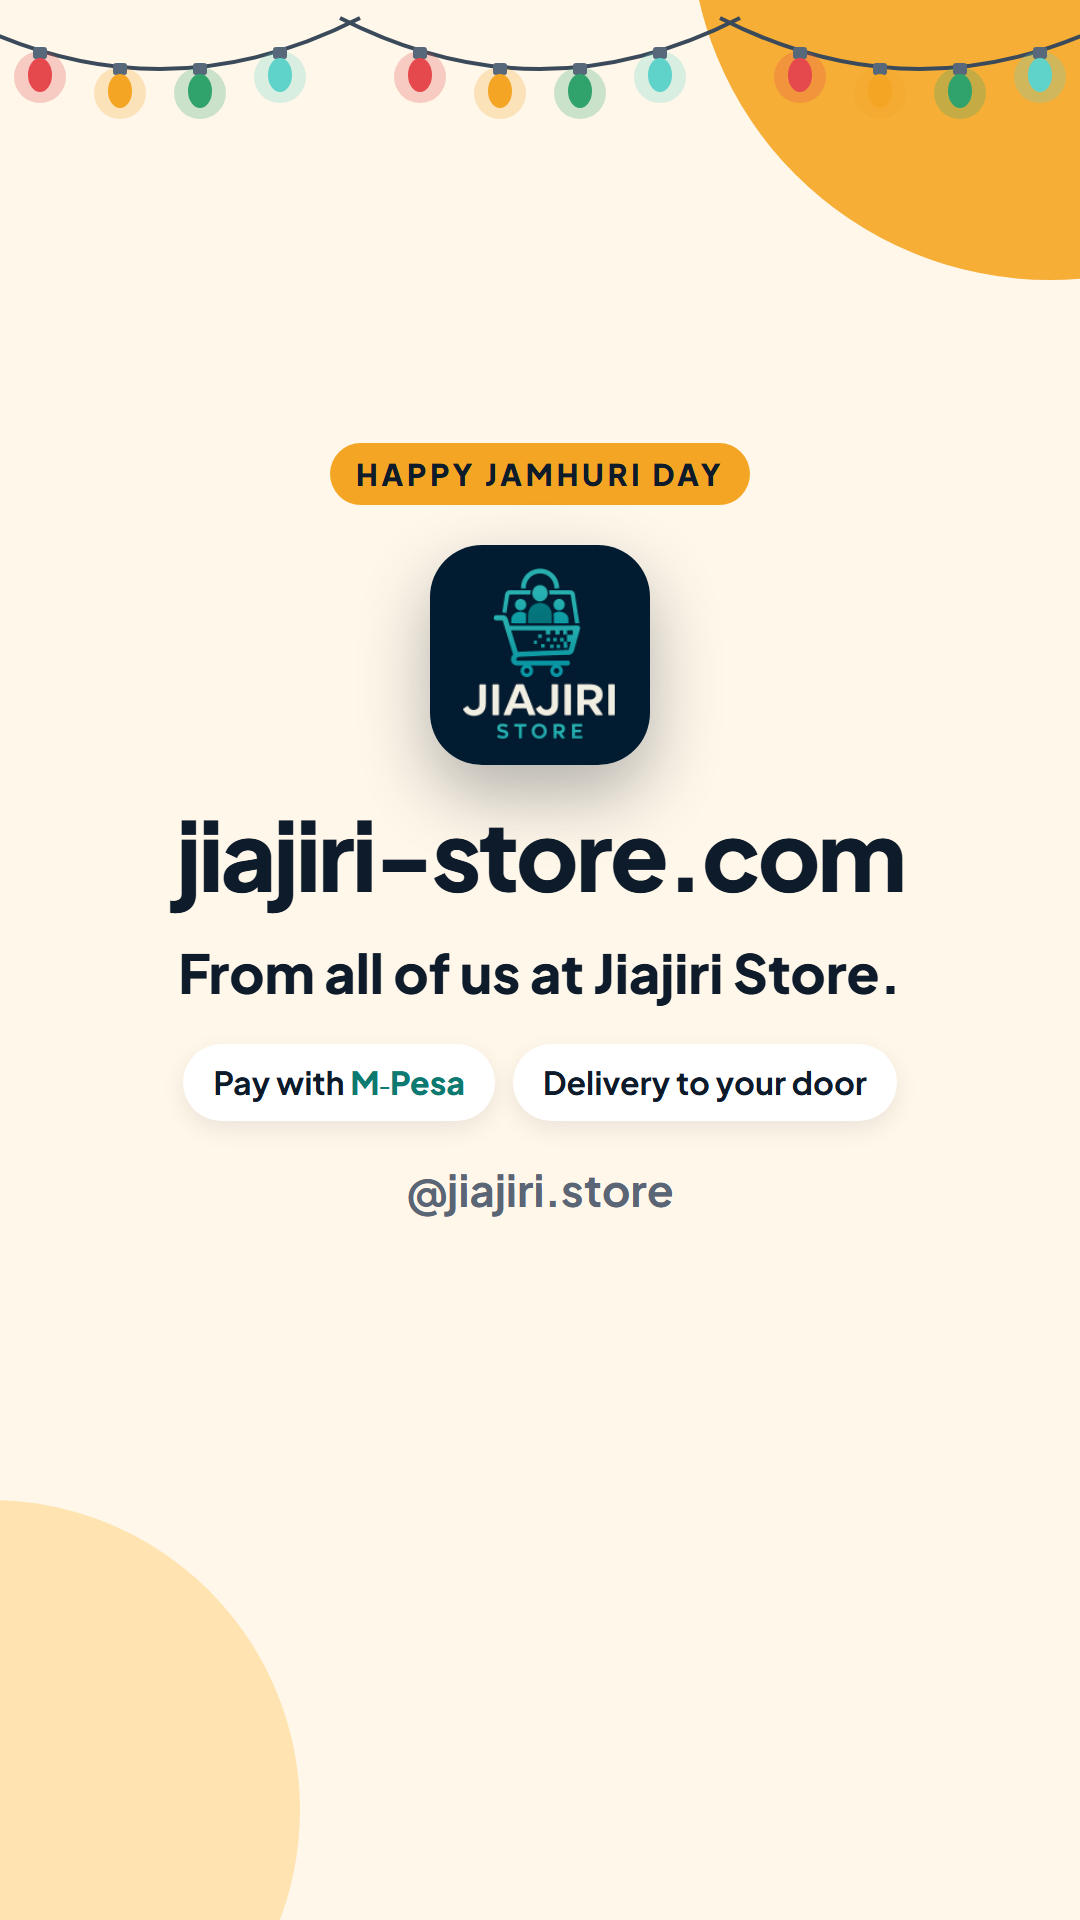 HAPPY JAMHURI DAY
JIAJIRI
STORE
jiajiri-store.com
From all of us at Jiajiri Store.
Pay with M-Pesa
Delivery to your door
@jiajiri.store